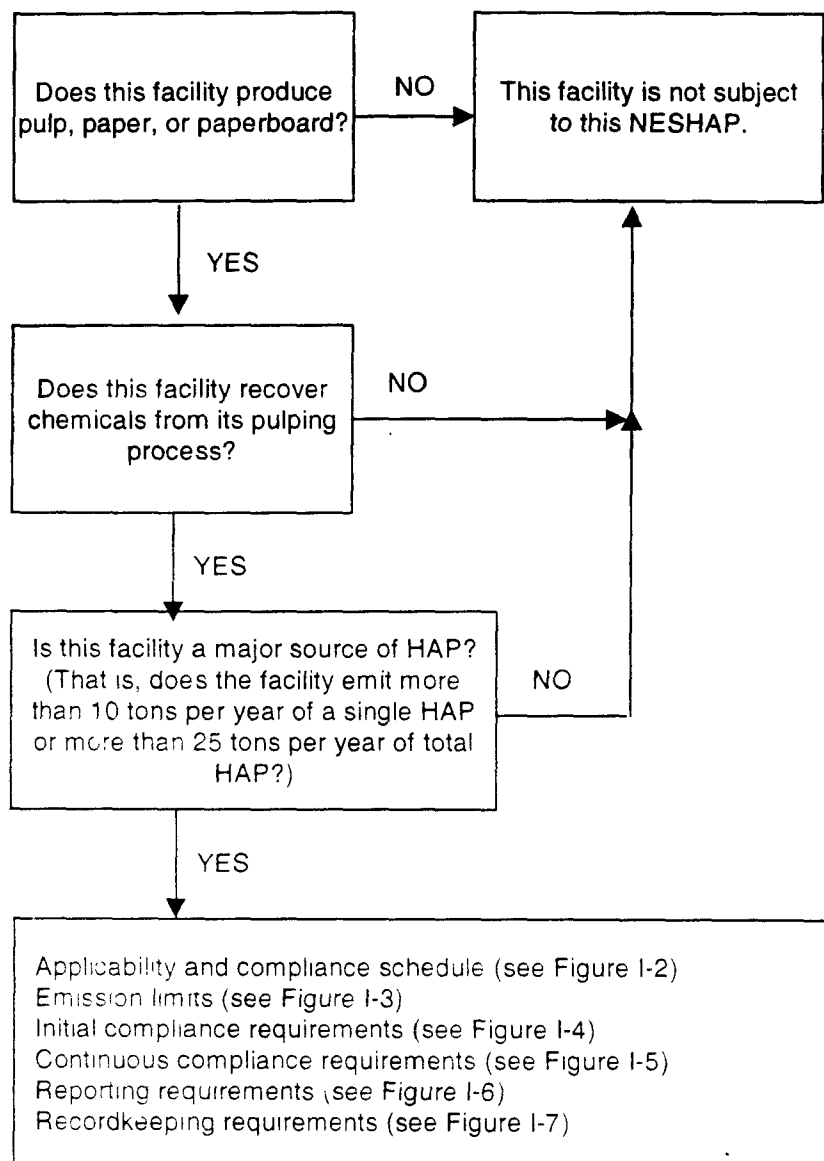 Does this facility produce
pulp, paper, or paperboard?
NO
This facility is not subject
to this NESHAP.
YES
Does this facility recover
chemicals from its pulping
process?
NO
YES
Is this facility a major source of HAP?
(That is, does the facility emit more
than 10 tons per year of a single HAP
or more than 25 tons per year of total
HAP?)
NO
YES
Applicability and compliance schedule (see Figure I-2)
Emission limits (see Figure I-3)
Initial compliance requirements (see Figure I-4)
Continuous compliance requirements (see Figure I-5)
Reporting requirements (see Figure I-6)
Recordkeeping requirements (see Figure I-7)